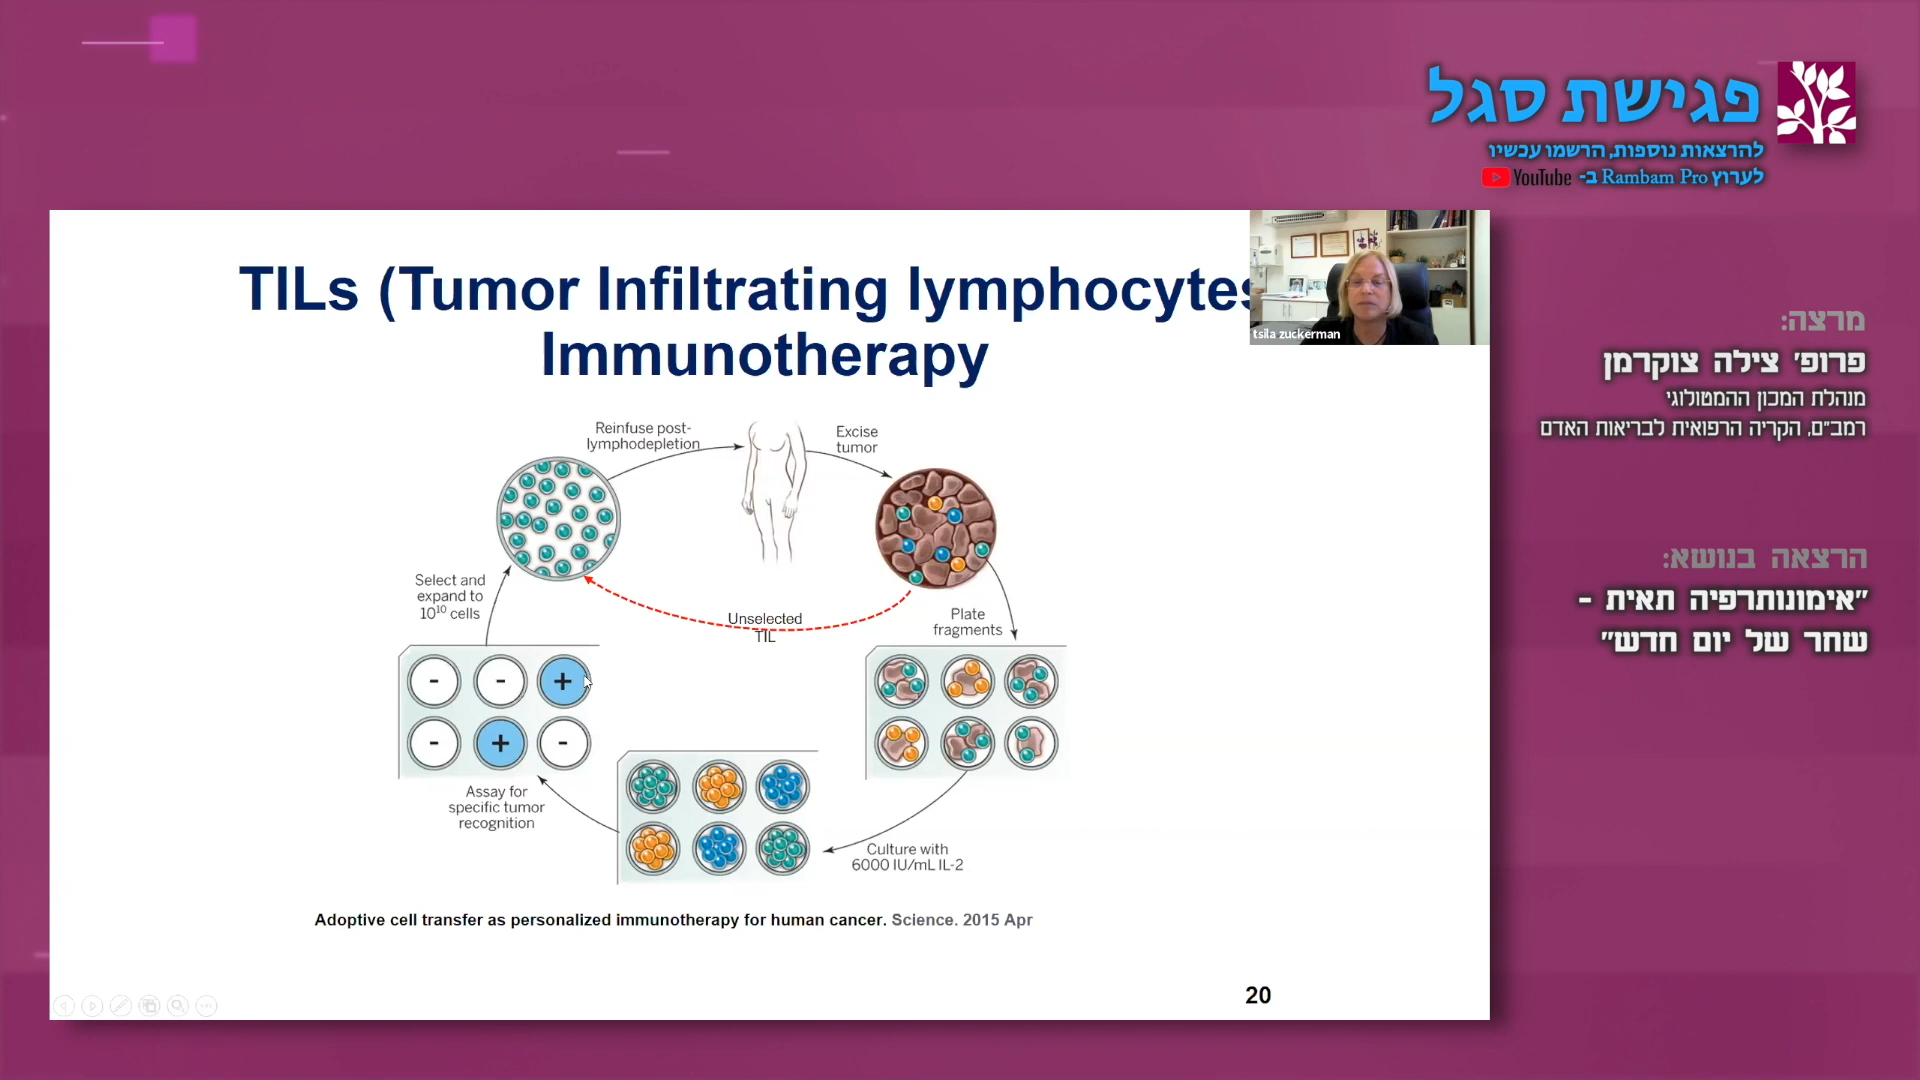 פגישת סגל
להרצאות נוספות, הרשמו עכשיו
לערוץ Rambam Pro ב- YouTube
TILs (Tumor Infiltrating lymphocytes
Immunotherapy
tsila zuckerman
מרצה:
פרופ' צילה צוקרמן
מנהלת המכון ההמטולוגי
רמב"ם, הקריה הרפואית לבריאות האדם
הרצאה בנושא:
"אימונותרפיה תאית -
שחר של יום חדש"
Reinfuse post-
lymphodepletion
Excise
tumor
Select and
expand to
10¹⁰ cells
Unselected
TIL
Plate
fragments
- - +
- + -
Assay for
specific tumor
recognition
Culture with
6000 IU/mL IL-2
Adoptive cell transfer as personalized immunotherapy for human cancer. Science. 2015 Apr
20